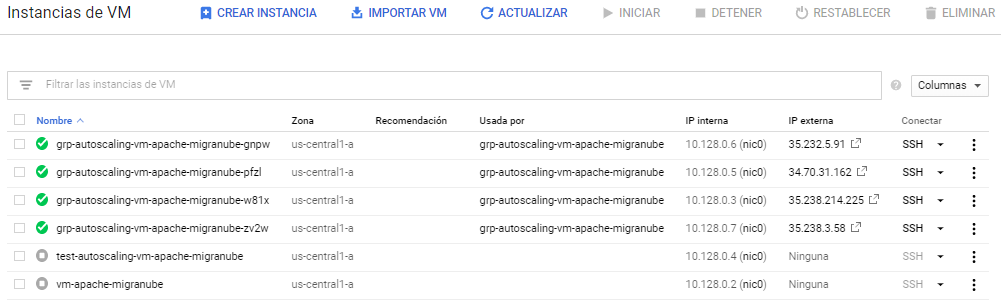 Instancias de VM CREAR INSTANCIA IMPORTAR VM ACTUALIZAR INICIAR DETENER RESTABLECER ELIMINAR
Filtrar las instancias de VM ? Columnas
Nombre Zona Recomendación Usada por IP interna IP externa Conectar
grp-autoscaling-vm-apache-migranube-gnpw us-central1-a grp-autoscaling-vm-apache-migranube 10.128.0.6 (nic0) 35.232.5.91 SSH
grp-autoscaling-vm-apache-migranube-pfzl us-central1-a grp-autoscaling-vm-apache-migranube 10.128.0.5 (nic0) 34.70.31.162 SSH
grp-autoscaling-vm-apache-migranube-w81x us-central1-a grp-autoscaling-vm-apache-migranube 10.128.0.3 (nic0) 35.238.214.225 SSH
grp-autoscaling-vm-apache-migranube-zv2w us-central1-a grp-autoscaling-vm-apache-migranube 10.128.0.7 (nic0) 35.238.3.58 SSH
test-autoscaling-vm-apache-migranube us-central1-a 10.128.0.4 (nic0) Ninguna SSH
vm-apache-migranube us-central1-a 10.128.0.2 (nic0) Ninguna SSH